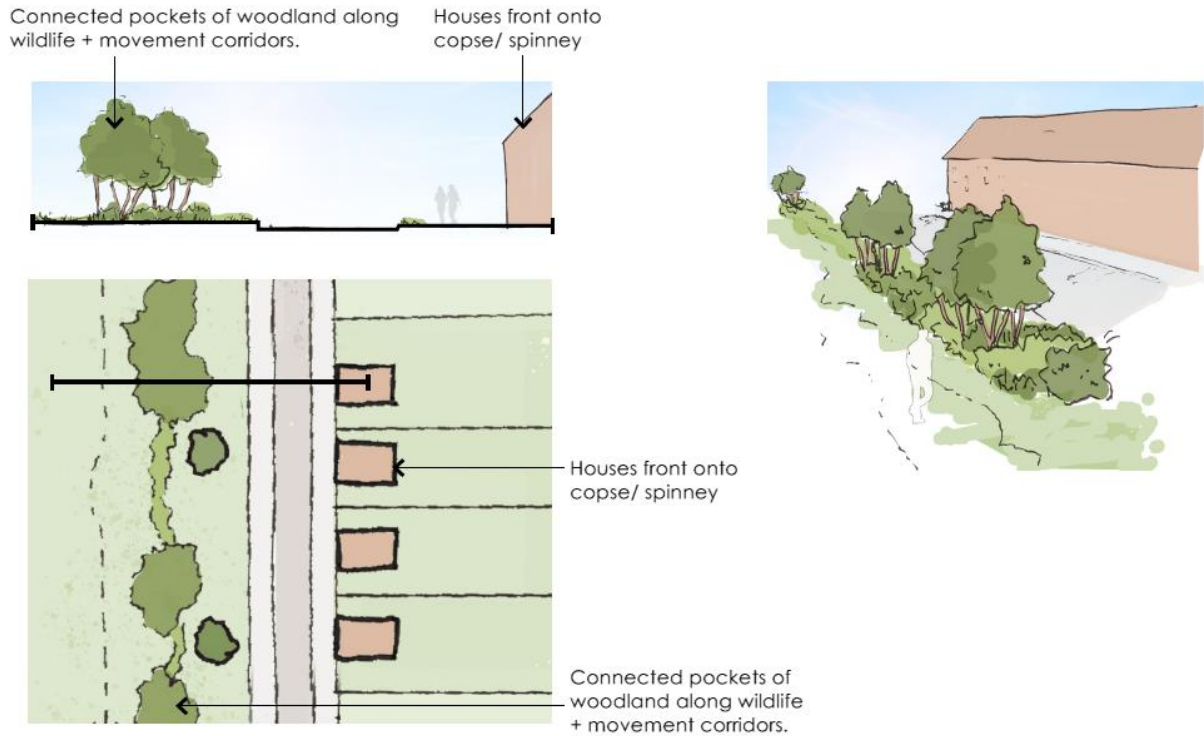 Connected pockets of woodland along
wildlife + movement corridors.
Houses front onto
copse/ spinney
Houses front onto
copse/ spinney
Connected pockets of
woodland along wildlife
+ movement corridors.